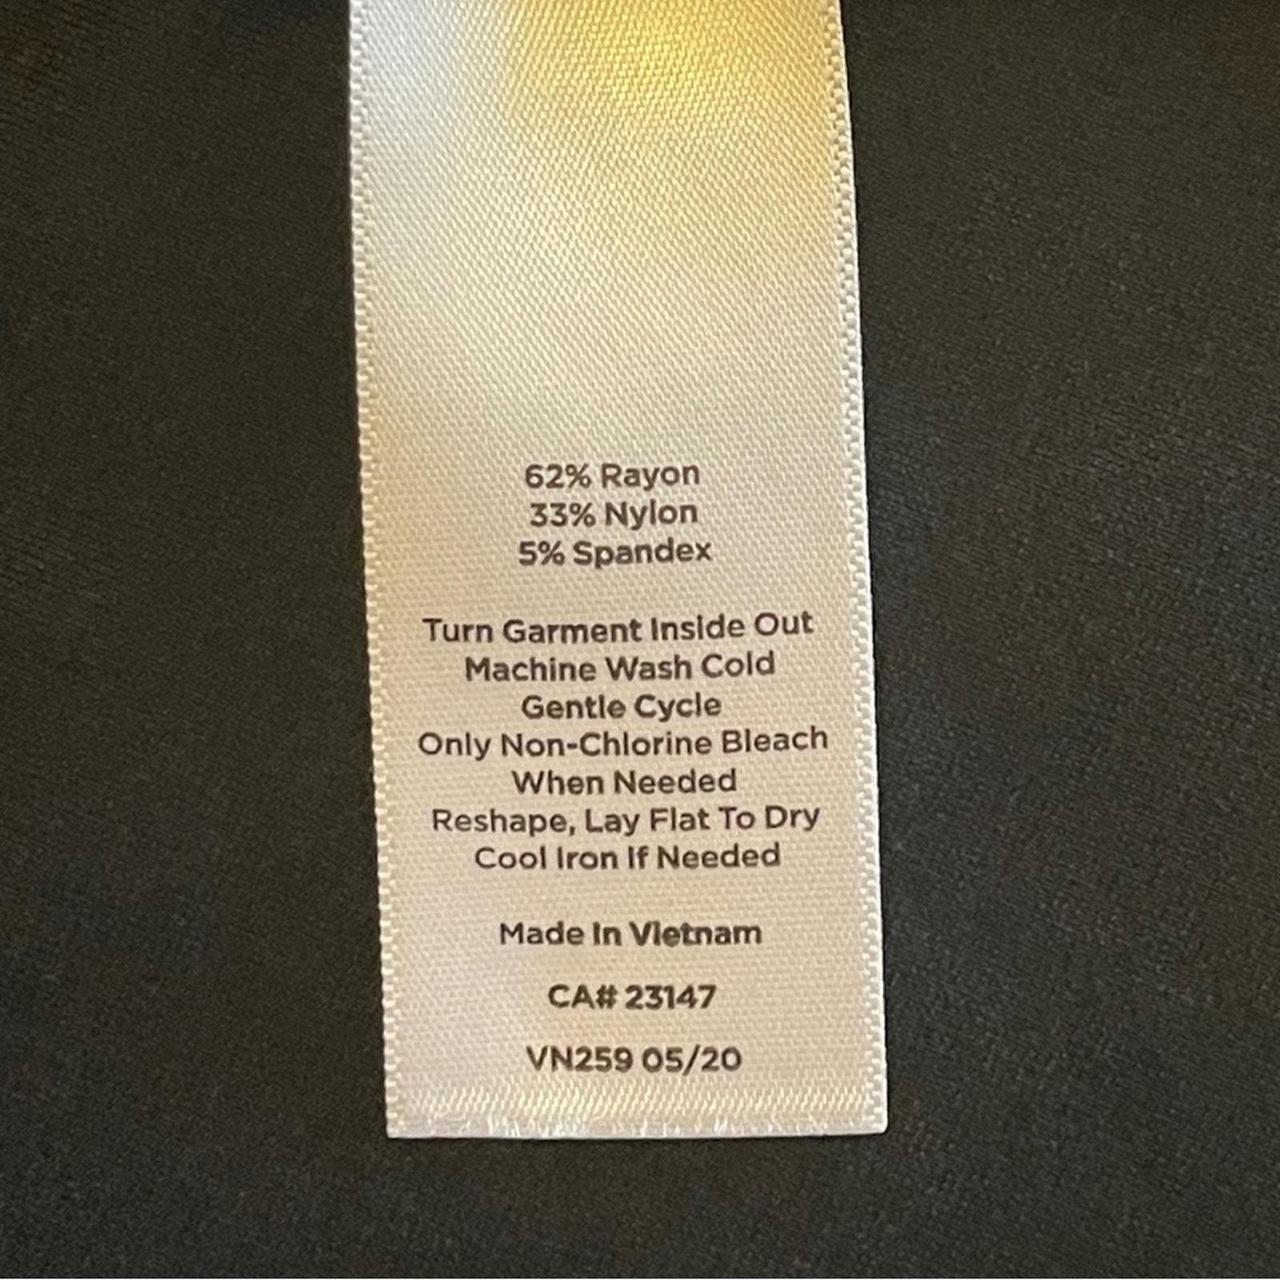 62% Rayon
33% Nylon
5% Spandex
Turn Garment Inside Out
Machine Wash Cold
Gentle Cycle
Only Non-Chlorine Bleach
When Needed
Reshape, Lay Flat To Dry
Cool Iron If Needed
Made In Vietnam
CA# 23147
VN259 05/20